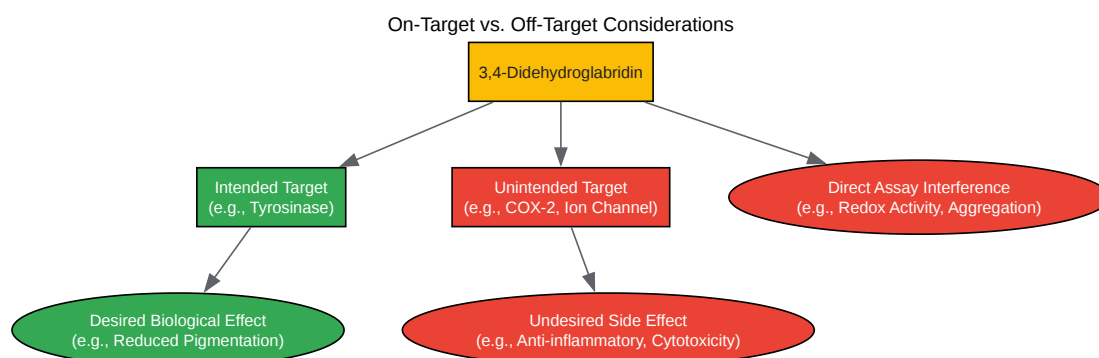 On-Target vs. Off-Target Considerations
3,4-Didehydroglabridin
Intended Target
(e.g., Tyrosinase)
Unintended Target
(e.g., COX-2, Ion Channel)
Direct Assay Interference
(e.g., Redox Activity, Aggregation)
Desired Biological Effect
(e.g., Reduced Pigmentation)
Undesired Side Effect
(e.g., Anti-inflammatory, Cytotoxicity)